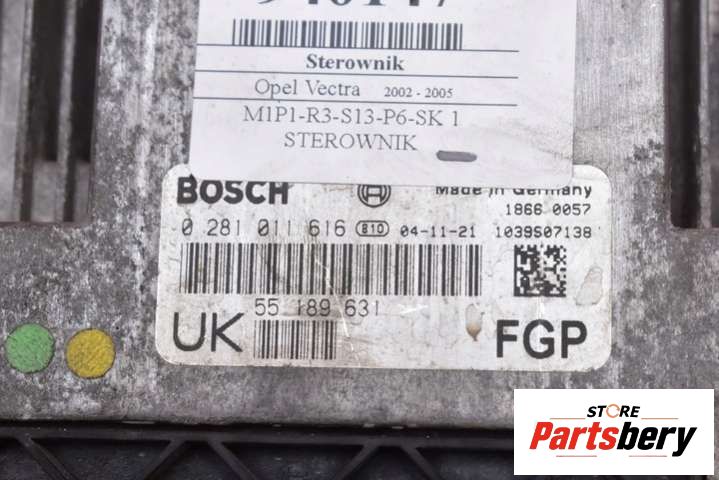 Sterownik
Opel Vectra 2002 - 2005
M1P1-R3-S13-P6-SK 1
STEROWNIK
BOSCH Made in Germany
1866 0057
0 281 011 616 B10 04-11-21 1039S07138
55 189 631
UK FGP
STORE
Partsbery